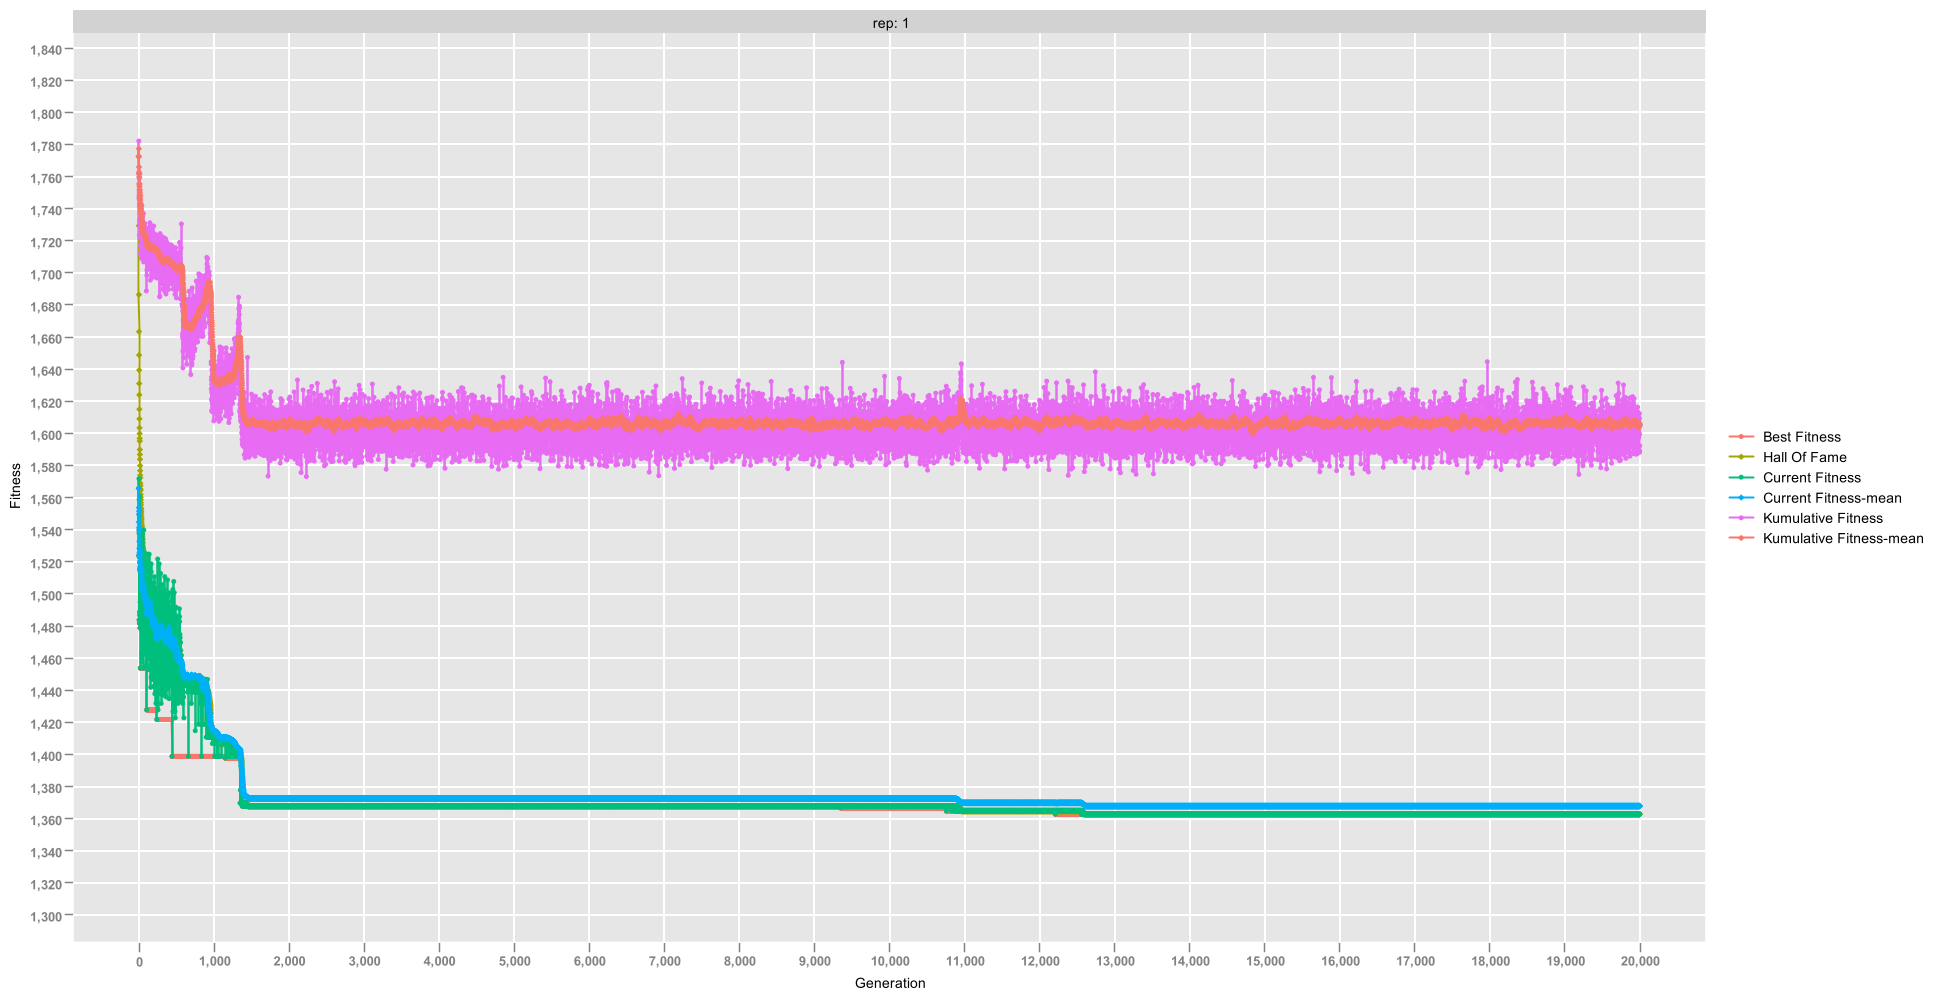 rep: 1
1,840
1,820
1,800
1,780
1,760
1,740
1,720
1,700
1,680
1,660
1,640
1,620
1,600
1,580
1,560
1,540
1,520
1,500
1,480
1,460
1,440
1,420
1,400
1,380
1,360
1,340
1,320
1,300
Fitness
0 1,000 2,000 3,000 4,000 5,000 6,000 7,000 8,000 9,000 10,000 11,000 12,000 13,000 14,000 15,000 16,000 17,000 18,000 19,000 20,000
Generation
Best Fitness
Hall Of Fame
Current Fitness
Current Fitness-mean
Kumulative Fitness
Kumulative Fitness-mean